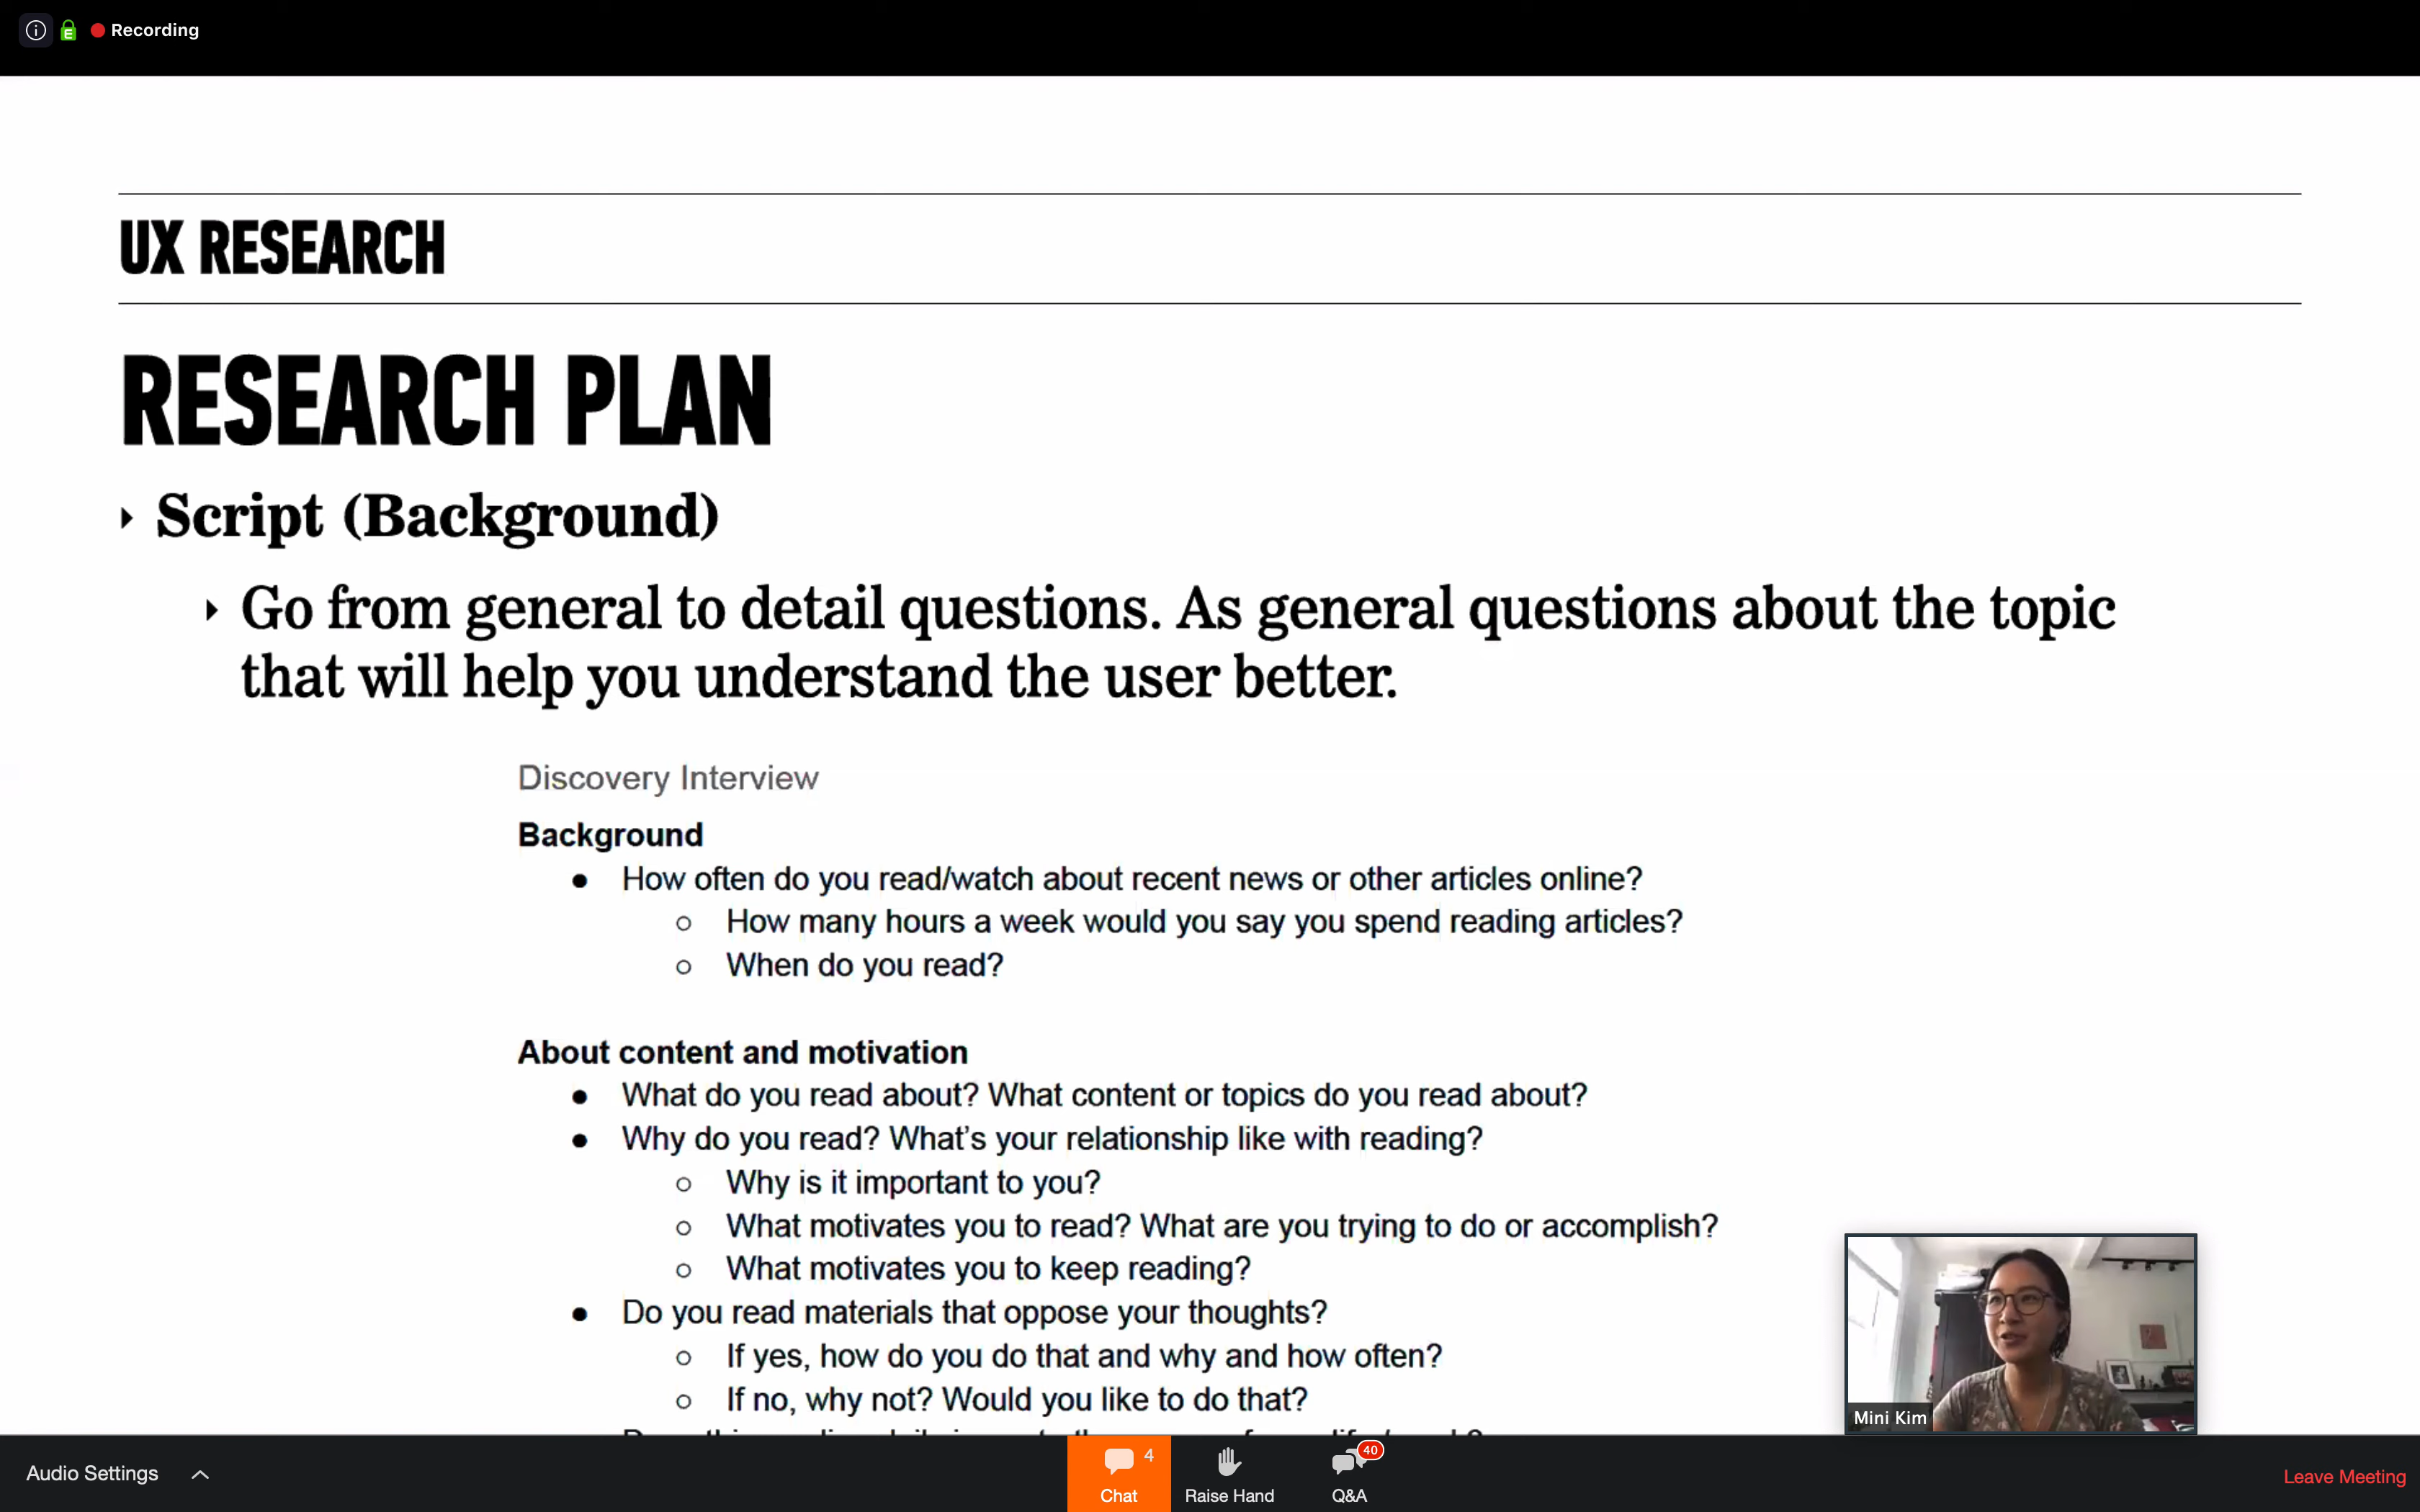 Recording
UX RESEARCH
RESEARCH PLAN
Script (Background)
Go from general to detail questions. As general questions about the topic
that will help you understand the user better.
Discovery Interview
Background
How often do you read/watch about recent news or other articles online?
How many hours a week would you say you spend reading articles?
When do you read?
About content and motivation
What do you read about? What content or topics do you read about?
Why do you read? What's your relationship like with reading?
Why is it important to you?
What motivates you to read? What are you trying to do or accomplish?
What motivates you to keep reading?
Do you read materials that oppose your thoughts?
If yes, how do you do that and why and how often?
If no, why not? Would you like to do that?
Mini Kim
Audio Settings
4
Chat
Raise Hand
40
Q&A
Leave Meeting